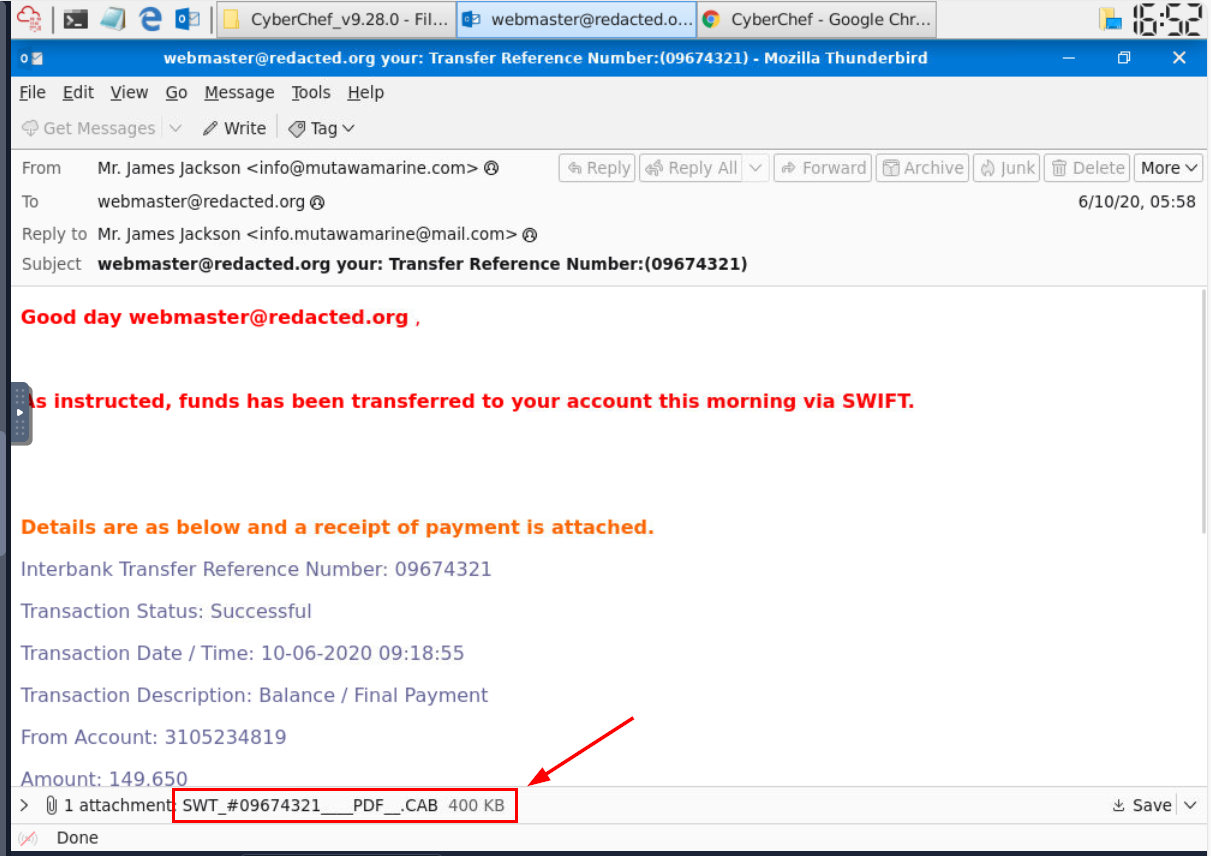 CyberChef_v9.28.0 - Fil... webmaster@redacted.o... CyberChef - Google Chr... 16:52
webmaster@redacted.org your: Transfer Reference Number:(09674321) - Mozilla Thunderbird
File Edit View Go Message Tools Help
Get Messages Write Tag
From Mr. James Jackson <info@mutawamarine.com> Reply Reply All Forward Archive Junk Delete More
To webmaster@redacted.org 6/10/20, 05:58
Reply to Mr. James Jackson <info.mutawamarine@mail.com>
Subject webmaster@redacted.org your: Transfer Reference Number:(09674321)
Good day webmaster@redacted.org ,
As instructed, funds has been transferred to your account this morning via SWIFT.
Details are as below and a receipt of payment is attached.
Interbank Transfer Reference Number: 09674321
Transaction Status: Successful
Transaction Date / Time: 10-06-2020 09:18:55
Transaction Description: Balance / Final Payment
From Account: 3105234819
Amount: 149.650
1 attachment: SWT_#09674321____PDF__.CAB 400 KB Save
Done